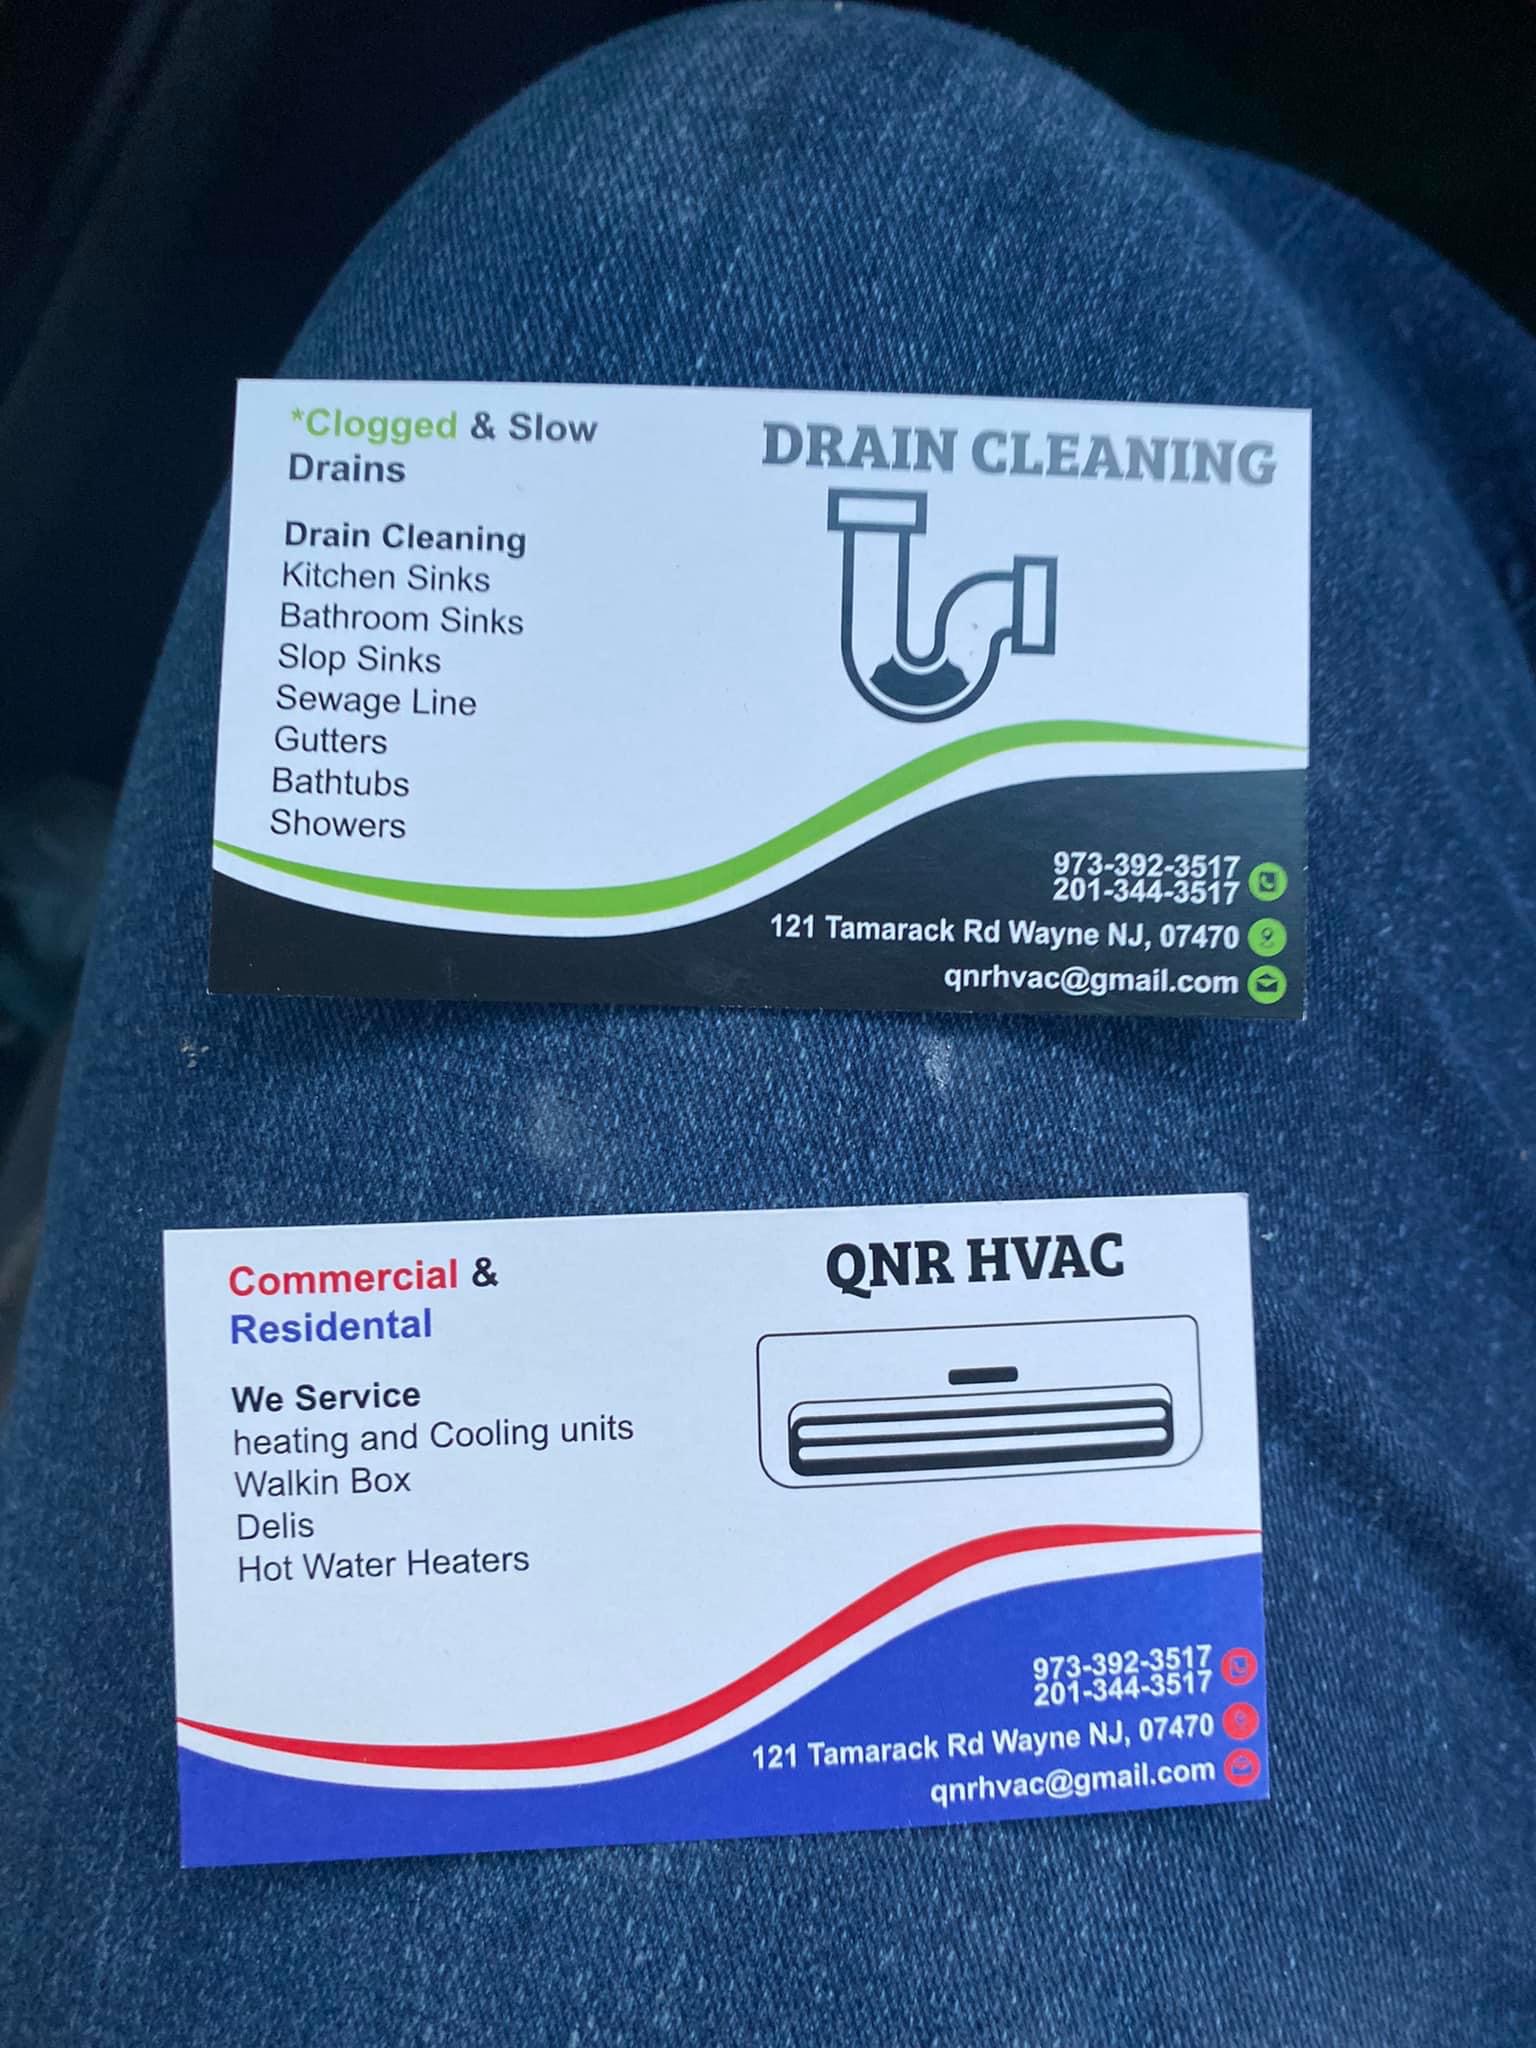 *Clogged & Slow
Drains
Drain Cleaning
Kitchen Sinks
Bathroom Sinks
Slop Sinks
Sewage Line
Gutters
Bathtubs
Showers
DRAIN CLEANING
973-392-3517
201-344-3517
121 Tamarack Rd Wayne NJ, 07470
qnrhvac@gmail.com
Commercial &
Residental
We Service
heating and Cooling units
Walkin Box
Delis
Hot Water Heaters
QNR HVAC
973-392-3517
201-344-3517
121 Tamarack Rd Wayne NJ, 07470
qnrhvac@gmail.com